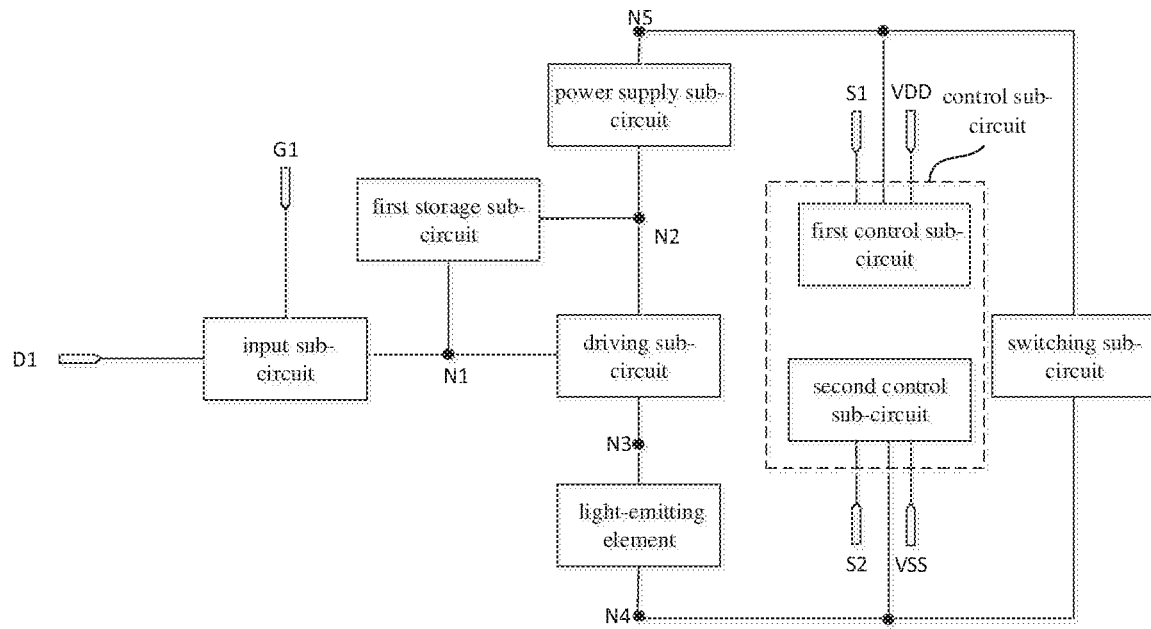 N5
power supply sub-
circuit
S1
VDD
control sub-
circuit
G1
first storage sub-
circuit
N2
first control sub-
circuit
D1
input sub-
circuit
N1
driving sub-
circuit
switching sub-
circuit
second control
sub-circuit
N3
light-emitting
element
S2
VSS
N4